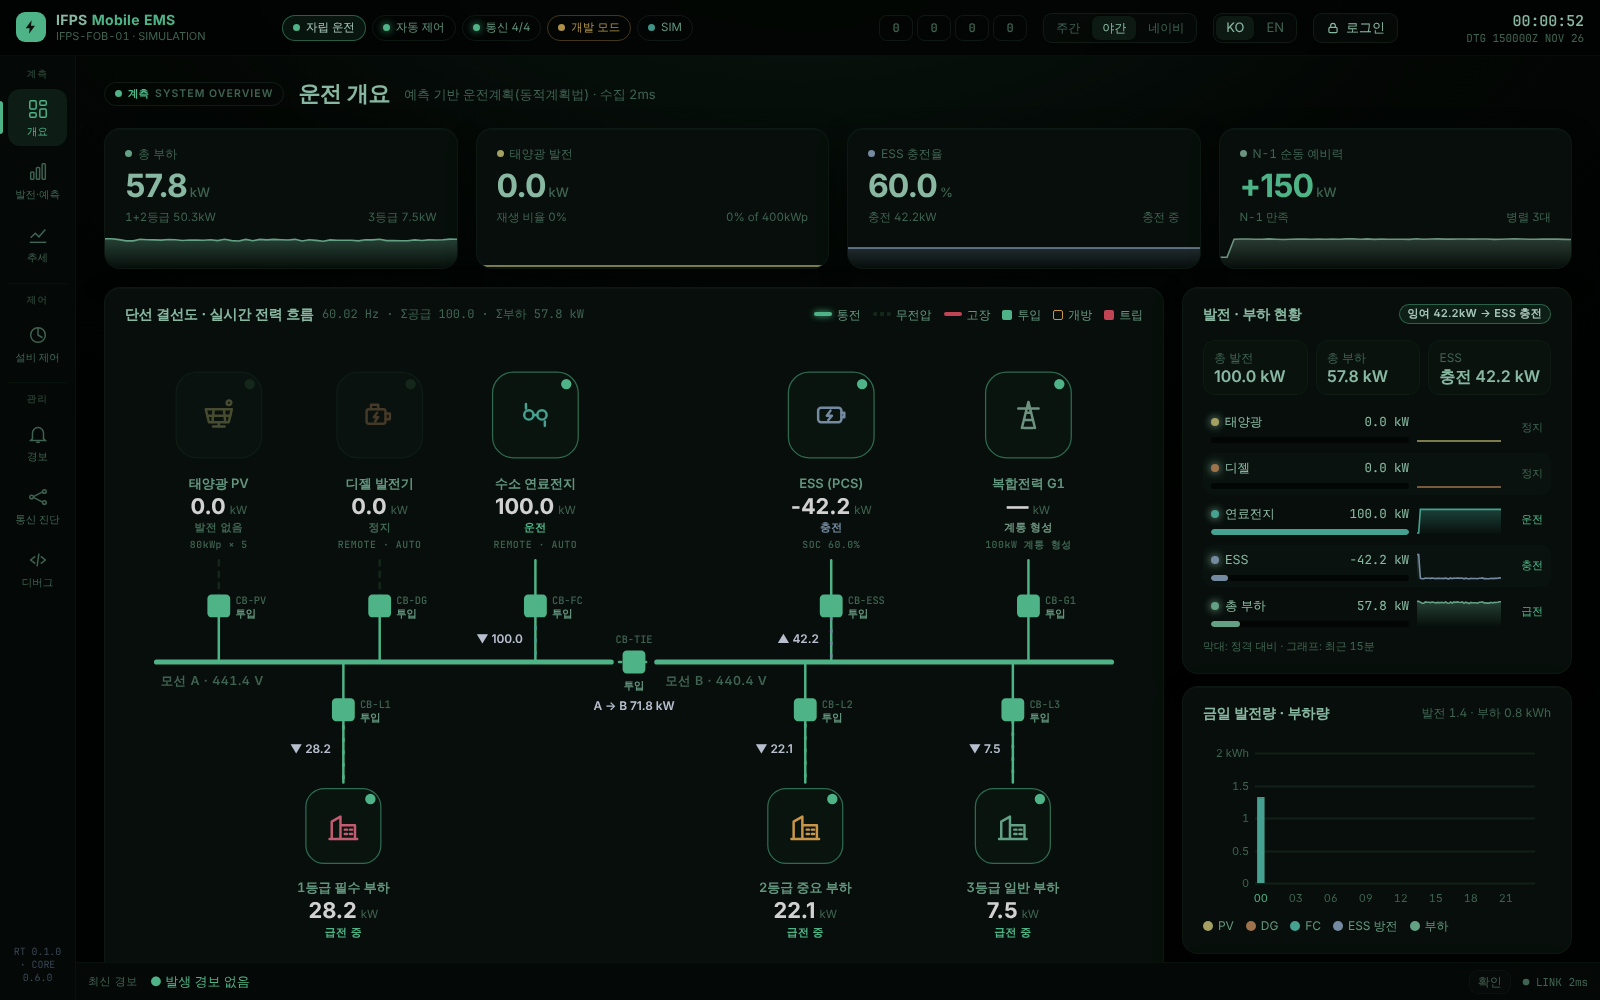 IFPS Mobile EMS
IFPS-FOB-01 · SIMULATION
자립 운전
자동 제어
통신 4/4
개발 모드
SIM
0 0 0 0
주간 야간 네이비
KO EN
로그인
00:00:52
DTG 150000Z NOV 26
계측
개요
발전·예측
추세
제어
설비 제어
관리
경보
통신 진단
디버그
RT 0.1.0
· CORE
0.6.0
계측 SYSTEM OVERVIEW
운전 개요
예측 기반 운전계획(동적계획법) · 수집 2ms
총 부하
57.8 kW
1+2등급 50.3kW
3등급 7.5kW
태양광 발전
0.0 kW
재생 비율 0%
0% of 400kWp
ESS 충전율
60.0 %
충전 42.2kW
충전 중
N-1 순동 예비력
+150 kW
N-1 만족
병렬 3대
단선 결선도 · 실시간 전력 흐름
60.02 Hz · Σ공급 100.0 · Σ부하 57.8 kW
통전
무전압
고장
투입
개방
트립
태양광 PV
0.0 kW
발전 없음
80kWp × 5
디젤 발전기
0.0 kW
정지
REMOTE · AUTO
수소 연료전지
100.0 kW
운전
REMOTE · AUTO
ESS (PCS)
-42.2 kW
충전
SOC 60.0%
복합전력 G1
— kW
계통 형성
100kW 계통 형성
CB-PV
투입
CB-DG
투입
CB-FC
투입
CB-ESS
투입
CB-G1
투입
▼ 100.0
CB-TIE
▲ 42.2
모선 A · 441.4 V
투입
모선 B · 440.4 V
A → B 71.8 kW
CB-L1
투입
CB-L2
투입
CB-L3
투입
▼ 28.2
▼ 22.1
▼ 7.5
1등급 필수 부하
28.2 kW
급전 중
2등급 중요 부하
22.1 kW
급전 중
3등급 일반 부하
7.5 kW
급전 중
발전 · 부하 현황
잉여 42.2kW → ESS 충전
총 발전
100.0 kW
총 부하
57.8 kW
ESS
충전 42.2 kW
태양광 0.0 kW 정지
디젤 0.0 kW 정지
연료전지 100.0 kW 운전
ESS -42.2 kW 충전
총 부하 57.8 kW 급전
막대: 정격 대비 · 그래프: 최근 15분
금일 발전량 · 부하량
발전 1.4 · 부하 0.8 kWh
2 kWh
1.5
1
0.5
0
00 03 06 09 12 15 18 21
PV DG FC ESS 방전 부하
최신 경보
발생 경보 없음
확인
LINK 2ms